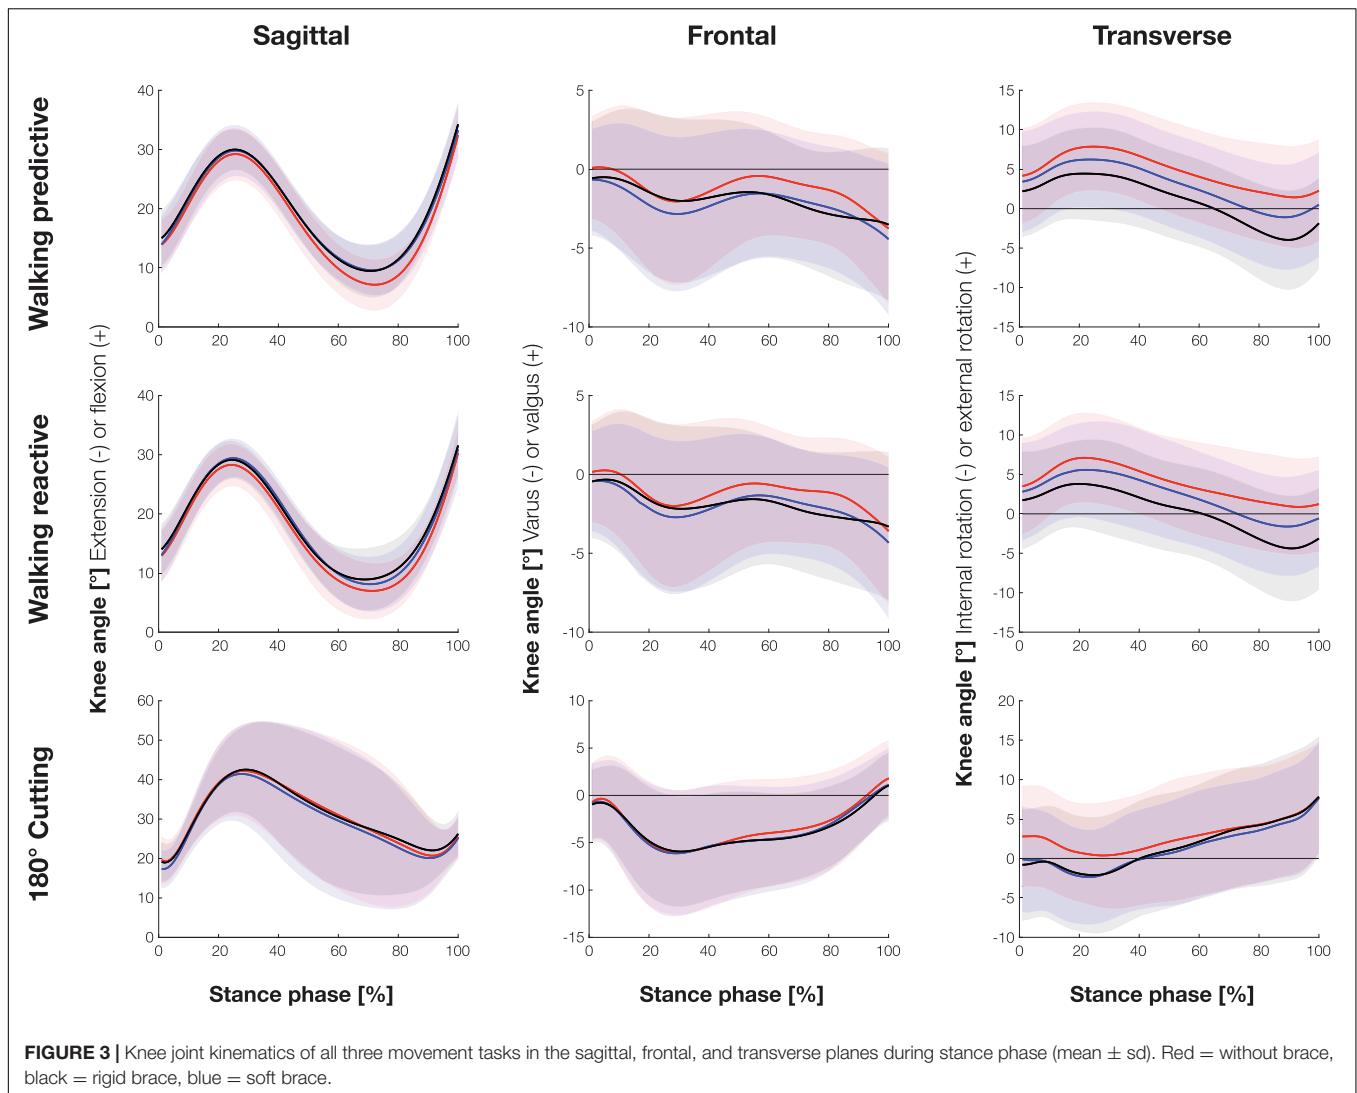 Sagittal Frontal Transverse
Walking predictive
40
30
20
10
0
0 20 40 60 80 100
5
0
-5
-10
0 20 40 60 80 100
15
10
5
0
-5
-10
-15
0 20 40 60 80 100
Walking reactive
Knee angle [°] Extension (-) or flexion (+)
40
30
20
10
0
0 20 40 60 80 100
Knee angle [°] Varus (-) or valgus (+)
5
0
-5
-10
0 20 40 60 80 100
Knee angle [°] Internal rotation (-) or external rotation (+)
15
10
5
0
-5
-10
-15
0 20 40 60 80 100
180° Cutting
60
50
40
30
20
10
0
0 20 40 60 80 100
10
5
0
-5
-10
-15
0 20 40 60 80 100
20
15
10
5
0
-5
-10
0 20 40 60 80 100
Stance phase [%] Stance phase [%] Stance phase [%]
FIGURE 3 | Knee joint kinematics of all three movement tasks in the sagittal, frontal, and transverse planes during stance phase (mean ± sd). Red = without brace,
black = rigid brace, blue = soft brace.